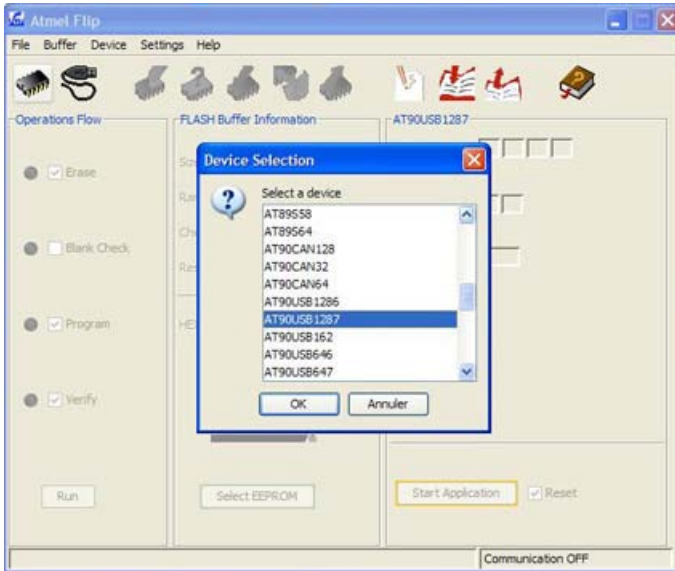 Atmel Flip
File Buffer Device Settings Help
Operations Flow
FLASH Buffer Information
AT90USB1287
Erase
Blank Check
Program
Verify
Run
Device Selection
Select a device
AT89S58
AT89S64
AT90CAN128
AT90CAN32
AT90CAN64
AT90USB1286
AT90USB1287
AT90USB162
AT90USB646
AT90USB647
OK Annuler
Select EEPROM
Start Application Reset
Communication OFF